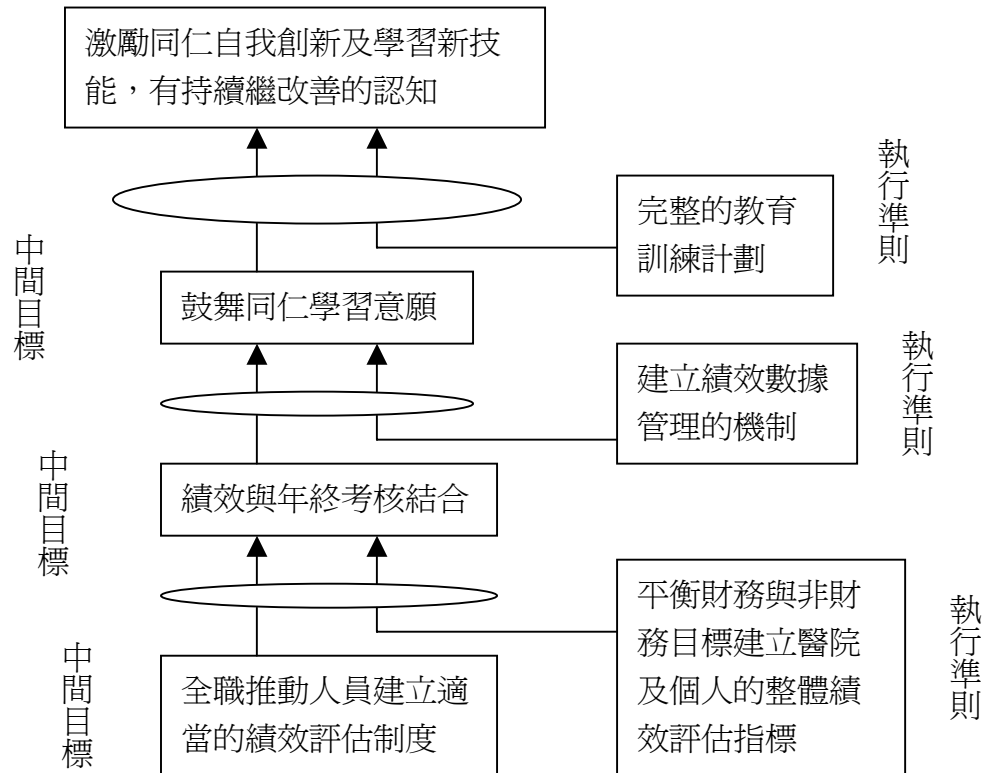 激勵同仁自我創新及學習新技
能，有持續繼改善的認知
執行準則
完整的教育
訓練計劃
中間目標
鼓舞同仁學習意願
執行準則
建立績效數據
管理的機制
中間目標
績效與年終考核結合
執行準則
平衡財務與非財
務目標建立醫院
及個人的整體績
效評估指標
中間目標
全職推動人員建立適
當的績效評估制度